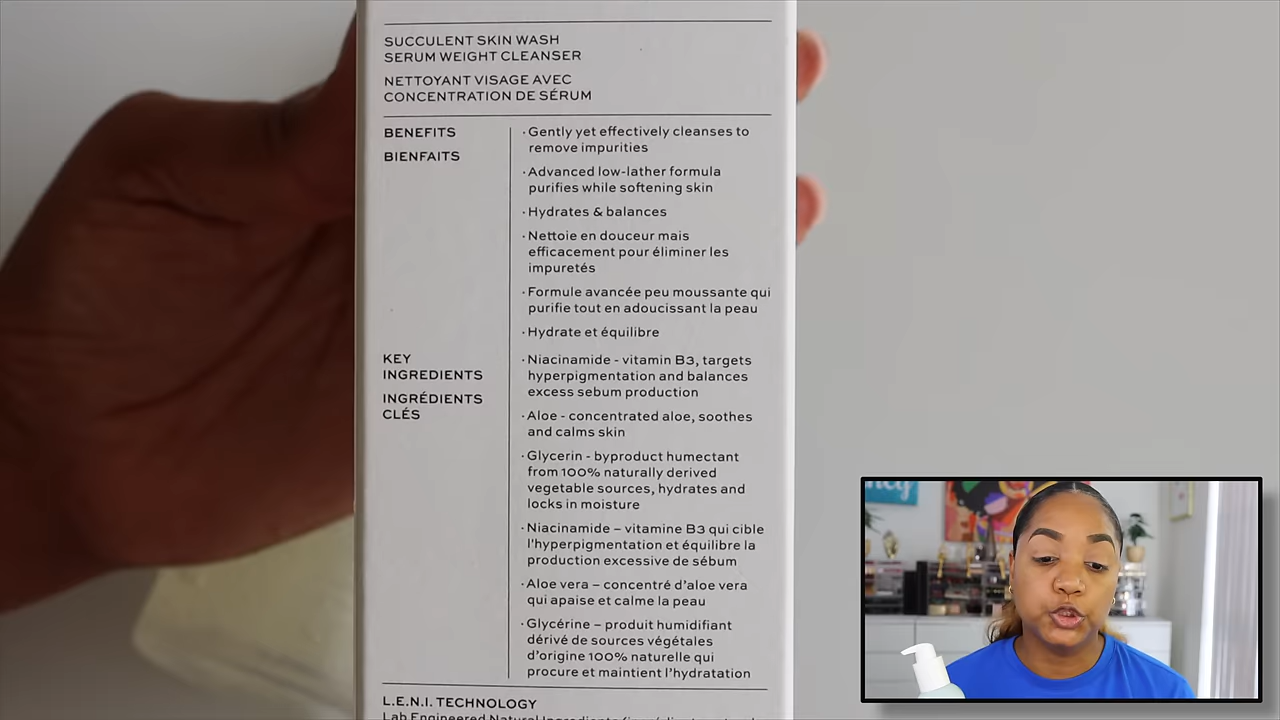 SUCCULENT SKIN WASH
SERUM WEIGHT CLEANSER
NETTOYANT VISAGE AVEC
CONCENTRATION DE SÉRUM
BENEFITS
BIENFAITS
· Gently yet effectively cleanses to
remove impurities
· Advanced low-lather formula
purifies while softening skin
· Hydrates & balances
· Nettoie en douceur mais
efficacement pour éliminer les
impuretés
· Formule avancée peu moussante qui
purifie tout en adoucissant la peau
· Hydrate et équilibre
KEY
INGREDIENTS
INGRÉDIENTS
CLÉS
· Niacinamide - vitamin B3, targets
hyperpigmentation and balances
excess sebum production
· Aloe - concentrated aloe, soothes
and calms skin
· Glycerin - byproduct humectant
from 100% naturally derived
vegetable sources, hydrates and
locks in moisture
· Niacinamide – vitamine B3 qui cible
l'hyperpigmentation et équilibre la
production excessive de sébum
· Aloe vera – concentré d'aloe vera
qui apaise et calme la peau
· Glycérine – produit humidifiant
dérivé de sources végétales
d'origine 100% naturelle qui
procure et maintient l'hydratation
L.E.N.I. TECHNOLOGY
Lab Engineered Natural Ingredients